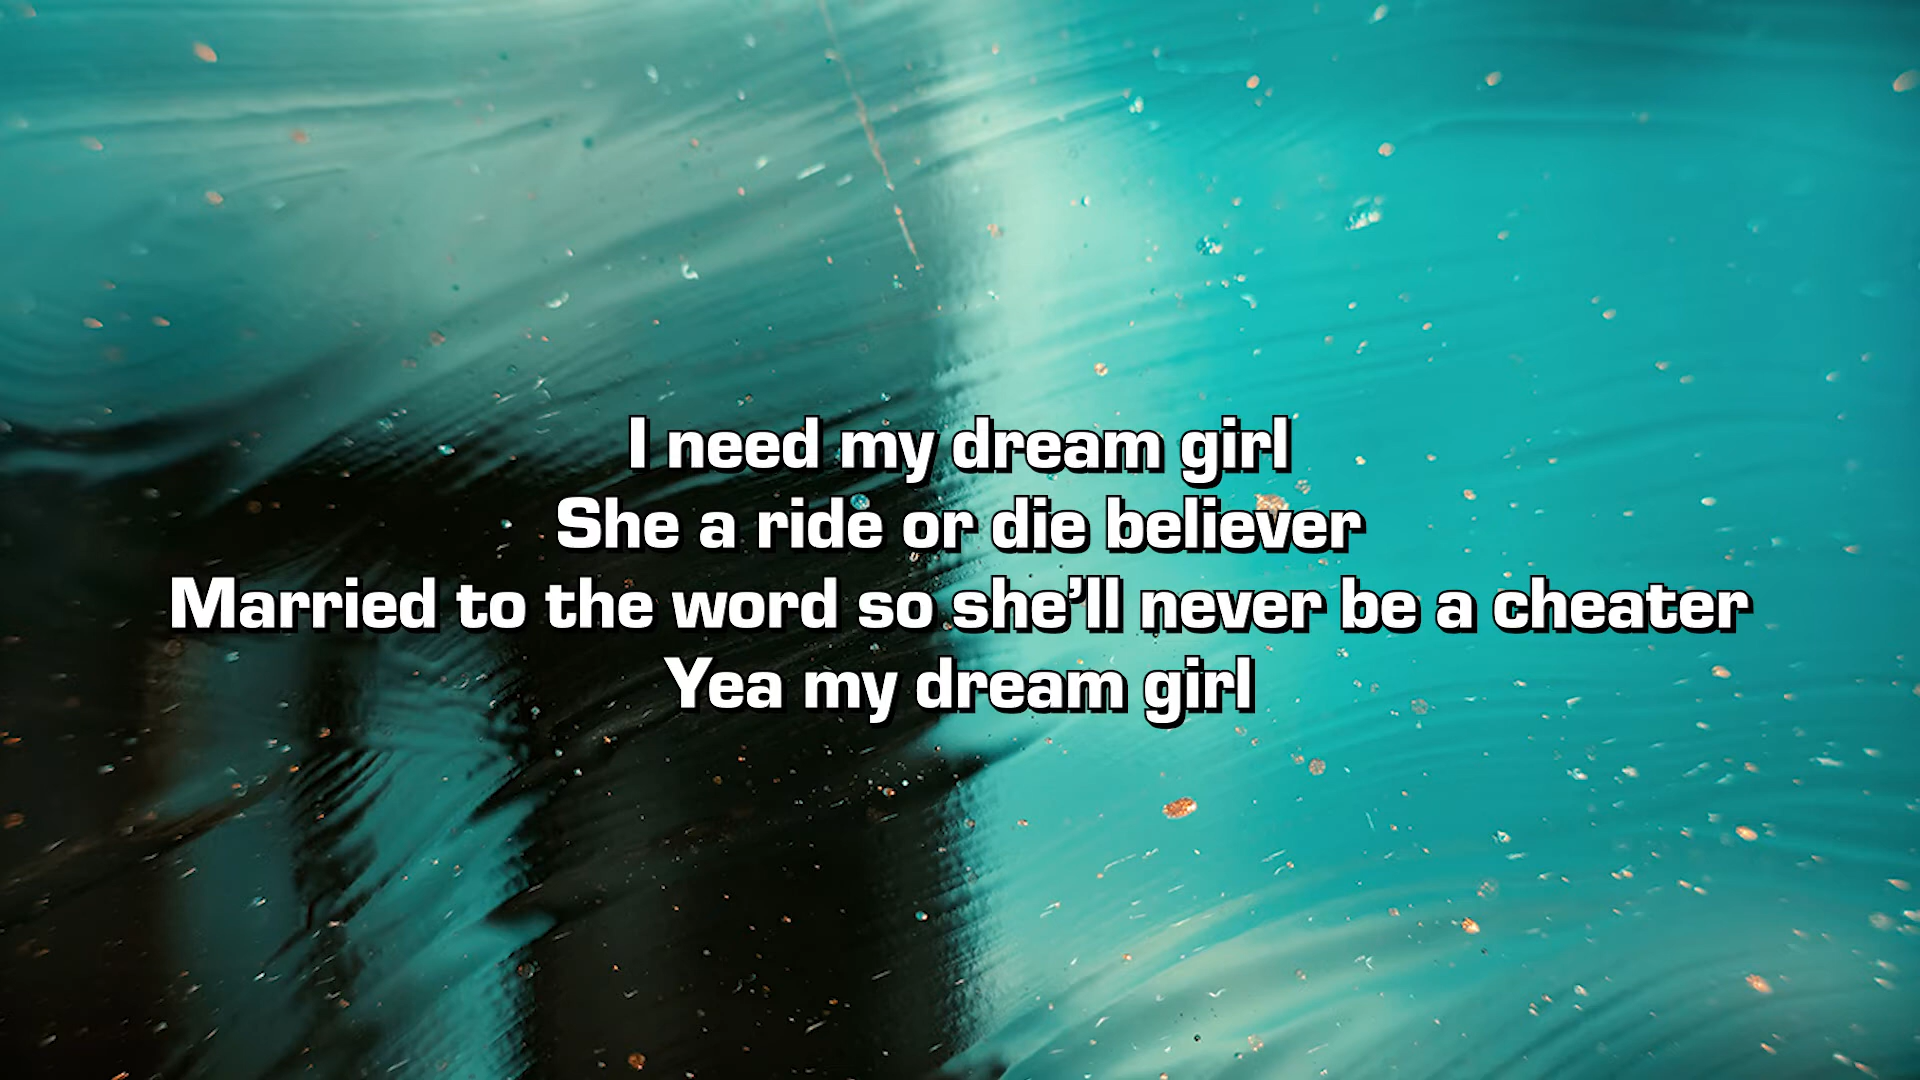 I need my dream girl
She a ride or die believer
Married to the word so she’ll never be a cheater
Yea my dream girl